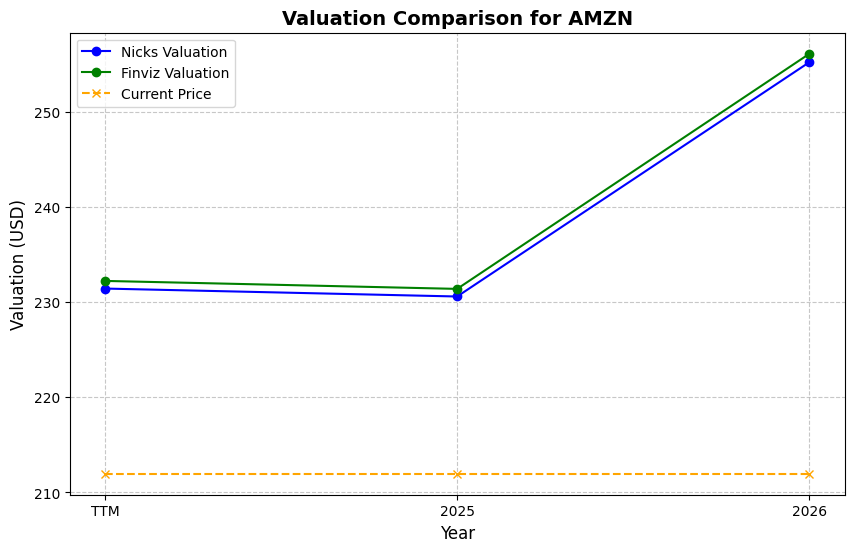 Valuation Comparison for AMZN
Nicks Valuation
Finviz Valuation
Current Price
Valuation (USD)
250
240
230
220
210
TTM
2025
2026
Year